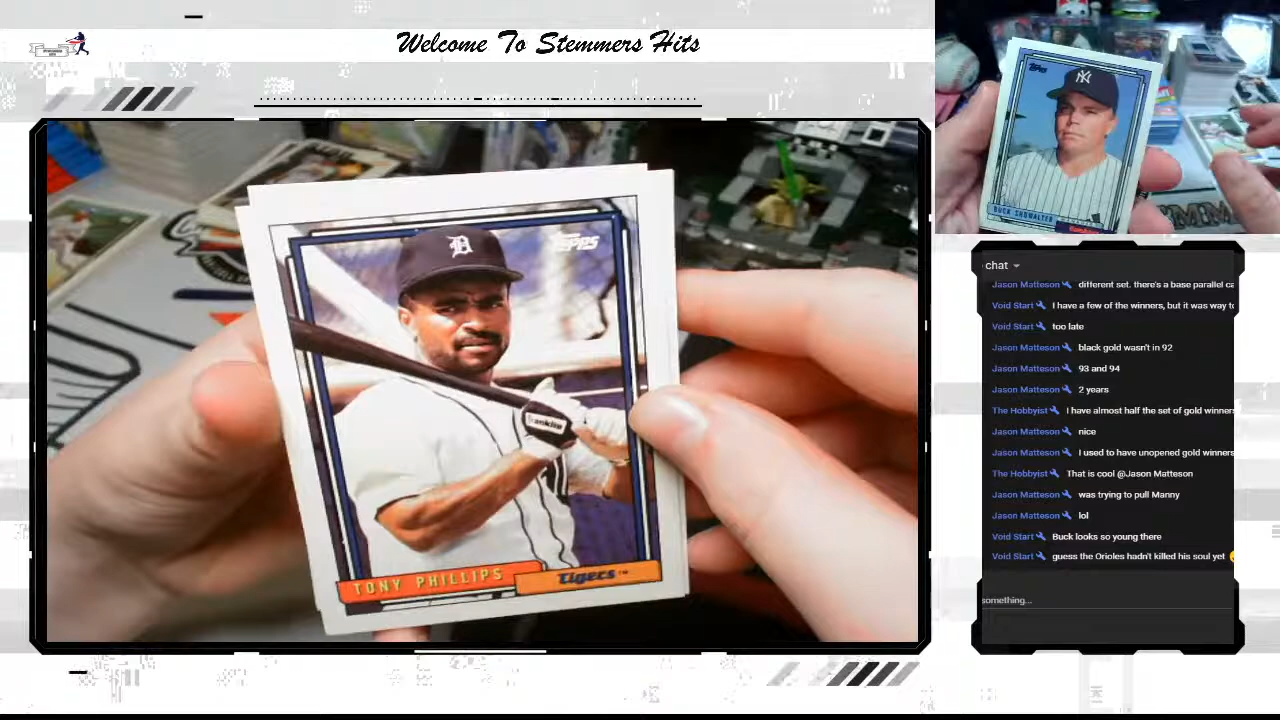 Welcome To Stemmers Hits
TOPPS
Franklin
TONY PHILLIPS
Tigers
Topps
NY
BUCK SHOWALTER
chat
Jason Matteson different set. there's a base parallel ca
Void Start I have a few of the winners, but it was way to
Void Start too late
Jason Matteson black gold wasn't in 92
Jason Matteson 93 and 94
Jason Matteson 2 years
The Hobbyist I have almost half the set of gold winners
Jason Matteson nice
Jason Matteson I used to have unopened gold winners
The Hobbyist That is cool @Jason Matteson
Jason Matteson was trying to pull Manny
Jason Matteson lol
Void Start Buck looks so young there
Void Start guess the Orioles hadn't killed his soul yet
something...